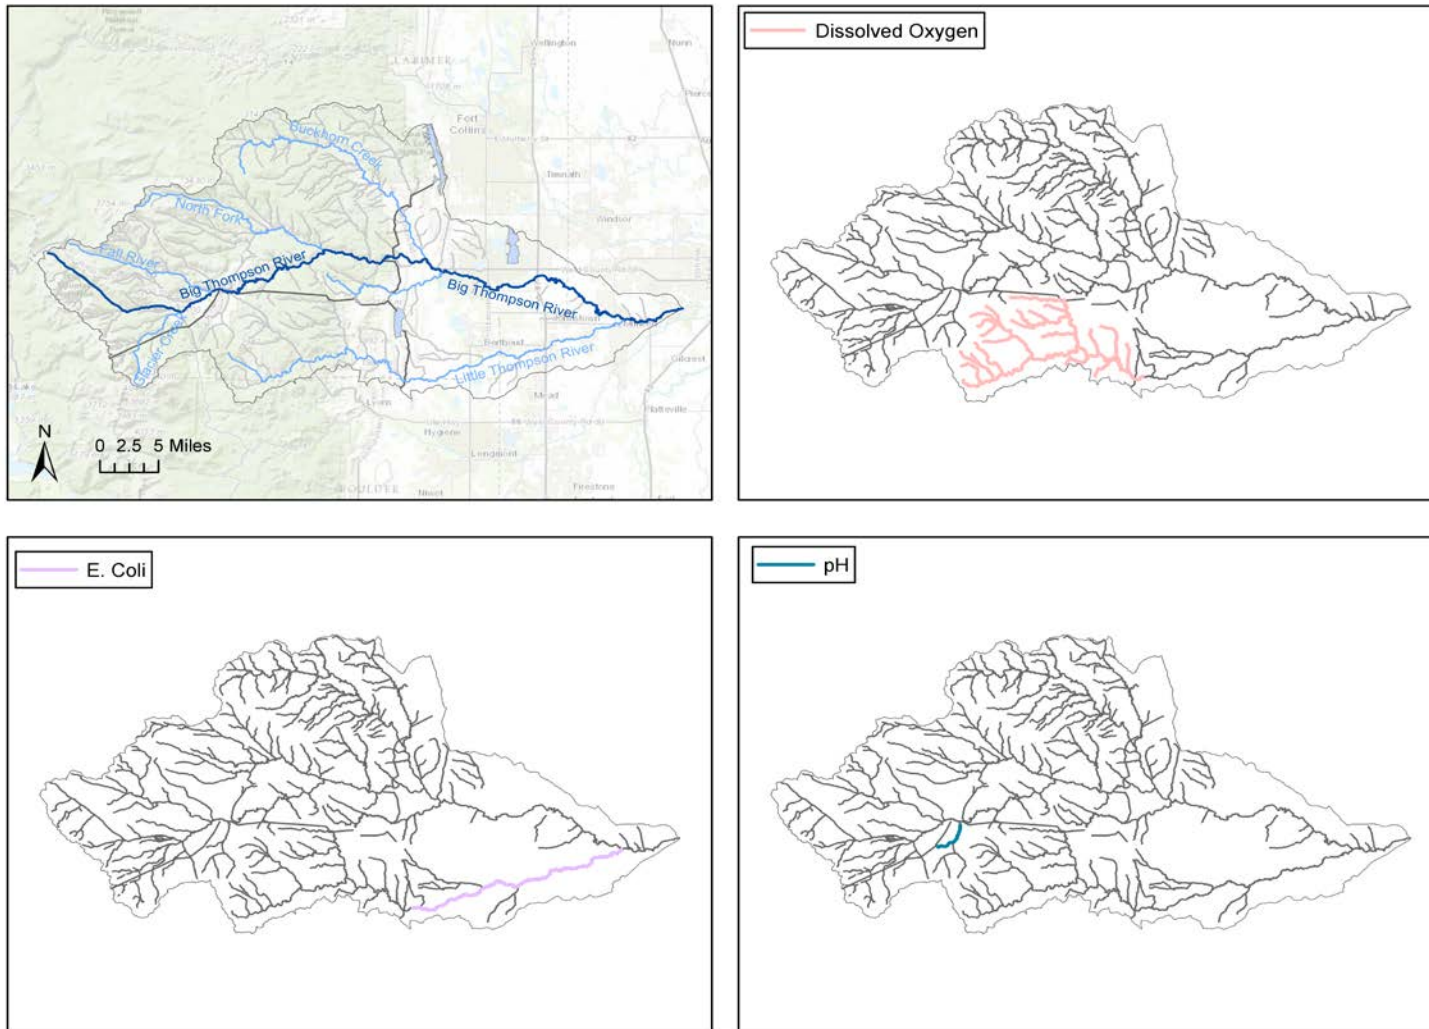 Wellington
Nunn
LARIMER
Pierce
Fort
Collins
Buckhorn Creek
Timnath
Windsor
North Fork
Fall River
Big Thompson River
Big Thompson River
Glacier Creek
Berthoud
Little Thompson River
Gilcrest
Lyons
Mead
Platteville
Hygiene
Longmont
N
0 2.5 5 Miles
BOULDER
Niwot
Firestone
Dissolved Oxygen
E. Coli
pH